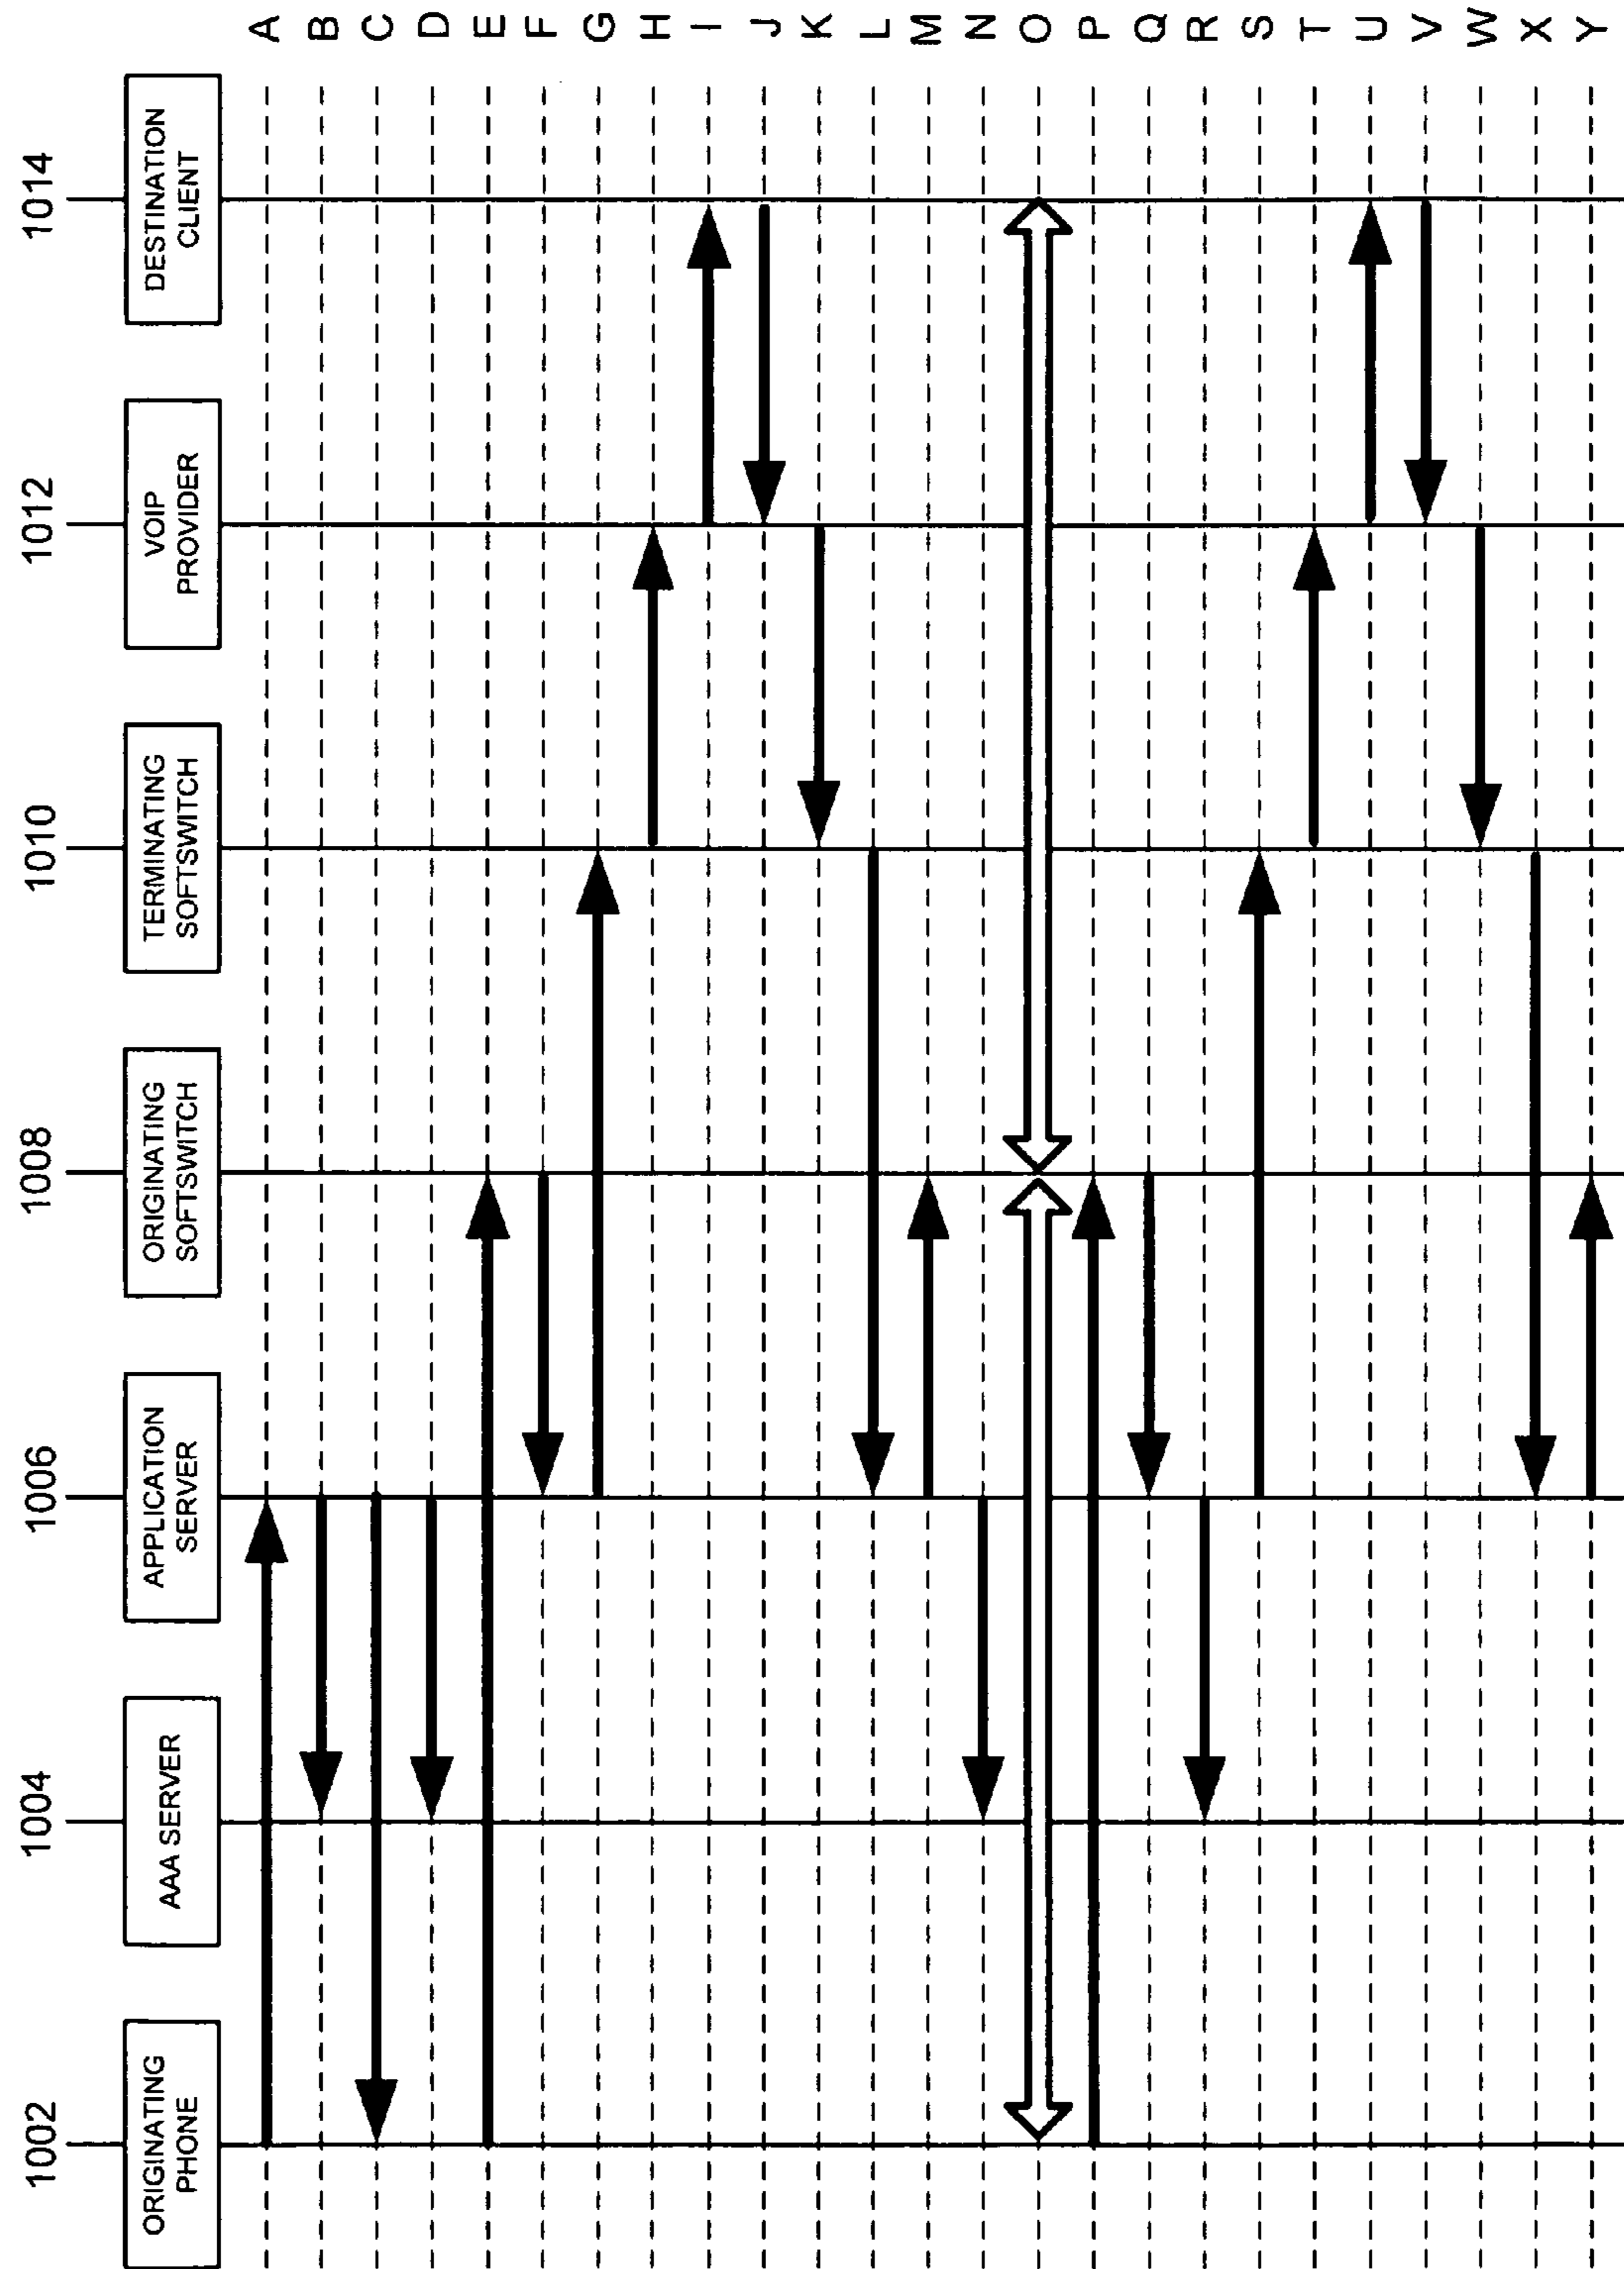 1002
1004
1006
1008
1010
1012
1014
ORIGINATING
PHONE
AAA SERVER
APPLICATION
SERVER
ORIGINATING
SOFTSWITCH
TERMINATING
SOFTSWITCH
VOIP
PROVIDER
DESTINATION
CLIENT
A
B
C
D
E
F
G
H
I
J
K
L
M
N
O
P
Q
R
S
T
U
V
W
X
Y